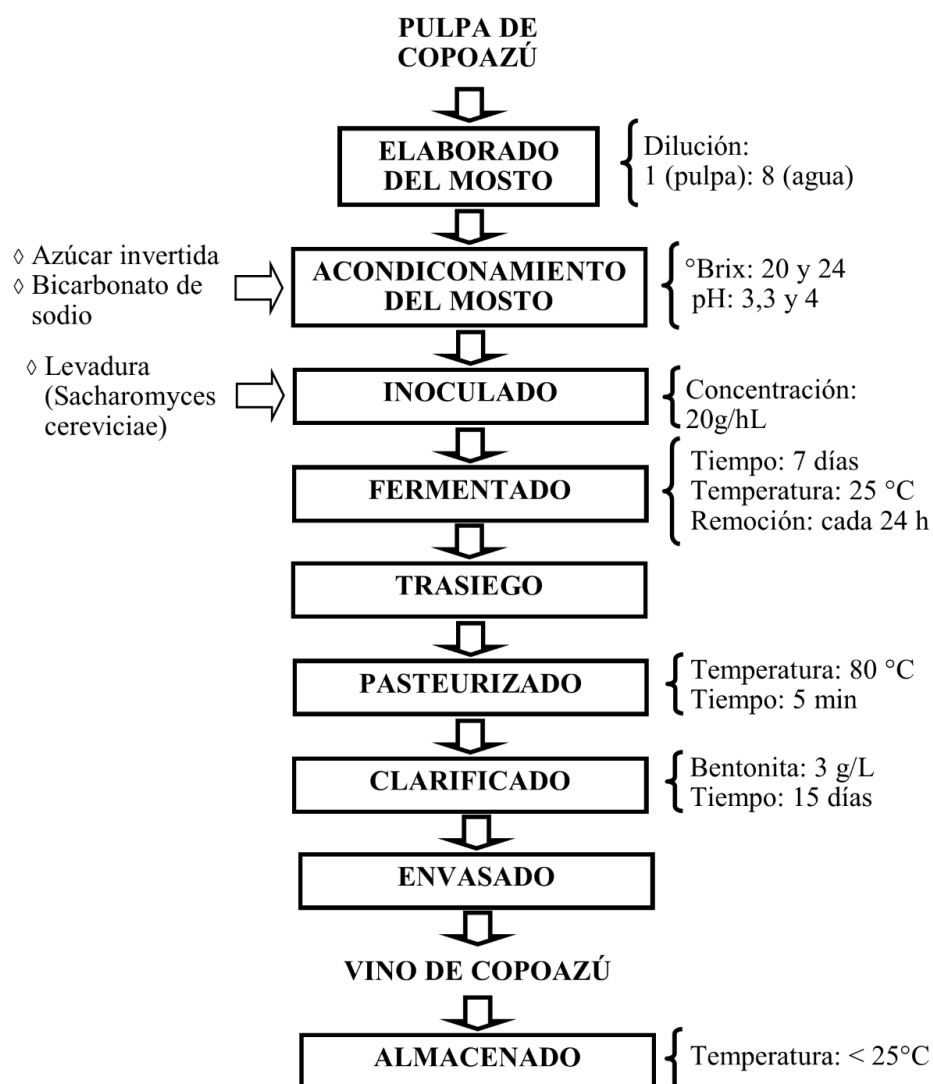 PULPA DE
COPOAZÚ
ELABORADO
DEL MOSTO
Dilución:
1 (pulpa): 8 (agua)
◊ Azúcar invertida
◊ Bicarbonato de
sodio
ACONDICONAMIENTO
DEL MOSTO
°Brix: 20 y 24
pH: 3,3 y 4
◊ Levadura
(Sacharomyces
cereviciae)
INOCULADO
Concentración:
20g/hL
FERMENTADO
Tiempo: 7 días
Temperatura: 25 °C
Remoción: cada 24 h
TRASIEGO
PASTEURIZADO
Temperatura: 80 °C
Tiempo: 5 min
CLARIFICADO
Bentonita: 3 g/L
Tiempo: 15 días
ENVASADO
VINO DE COPOAZÚ
ALMACENADO
Temperatura: < 25°C